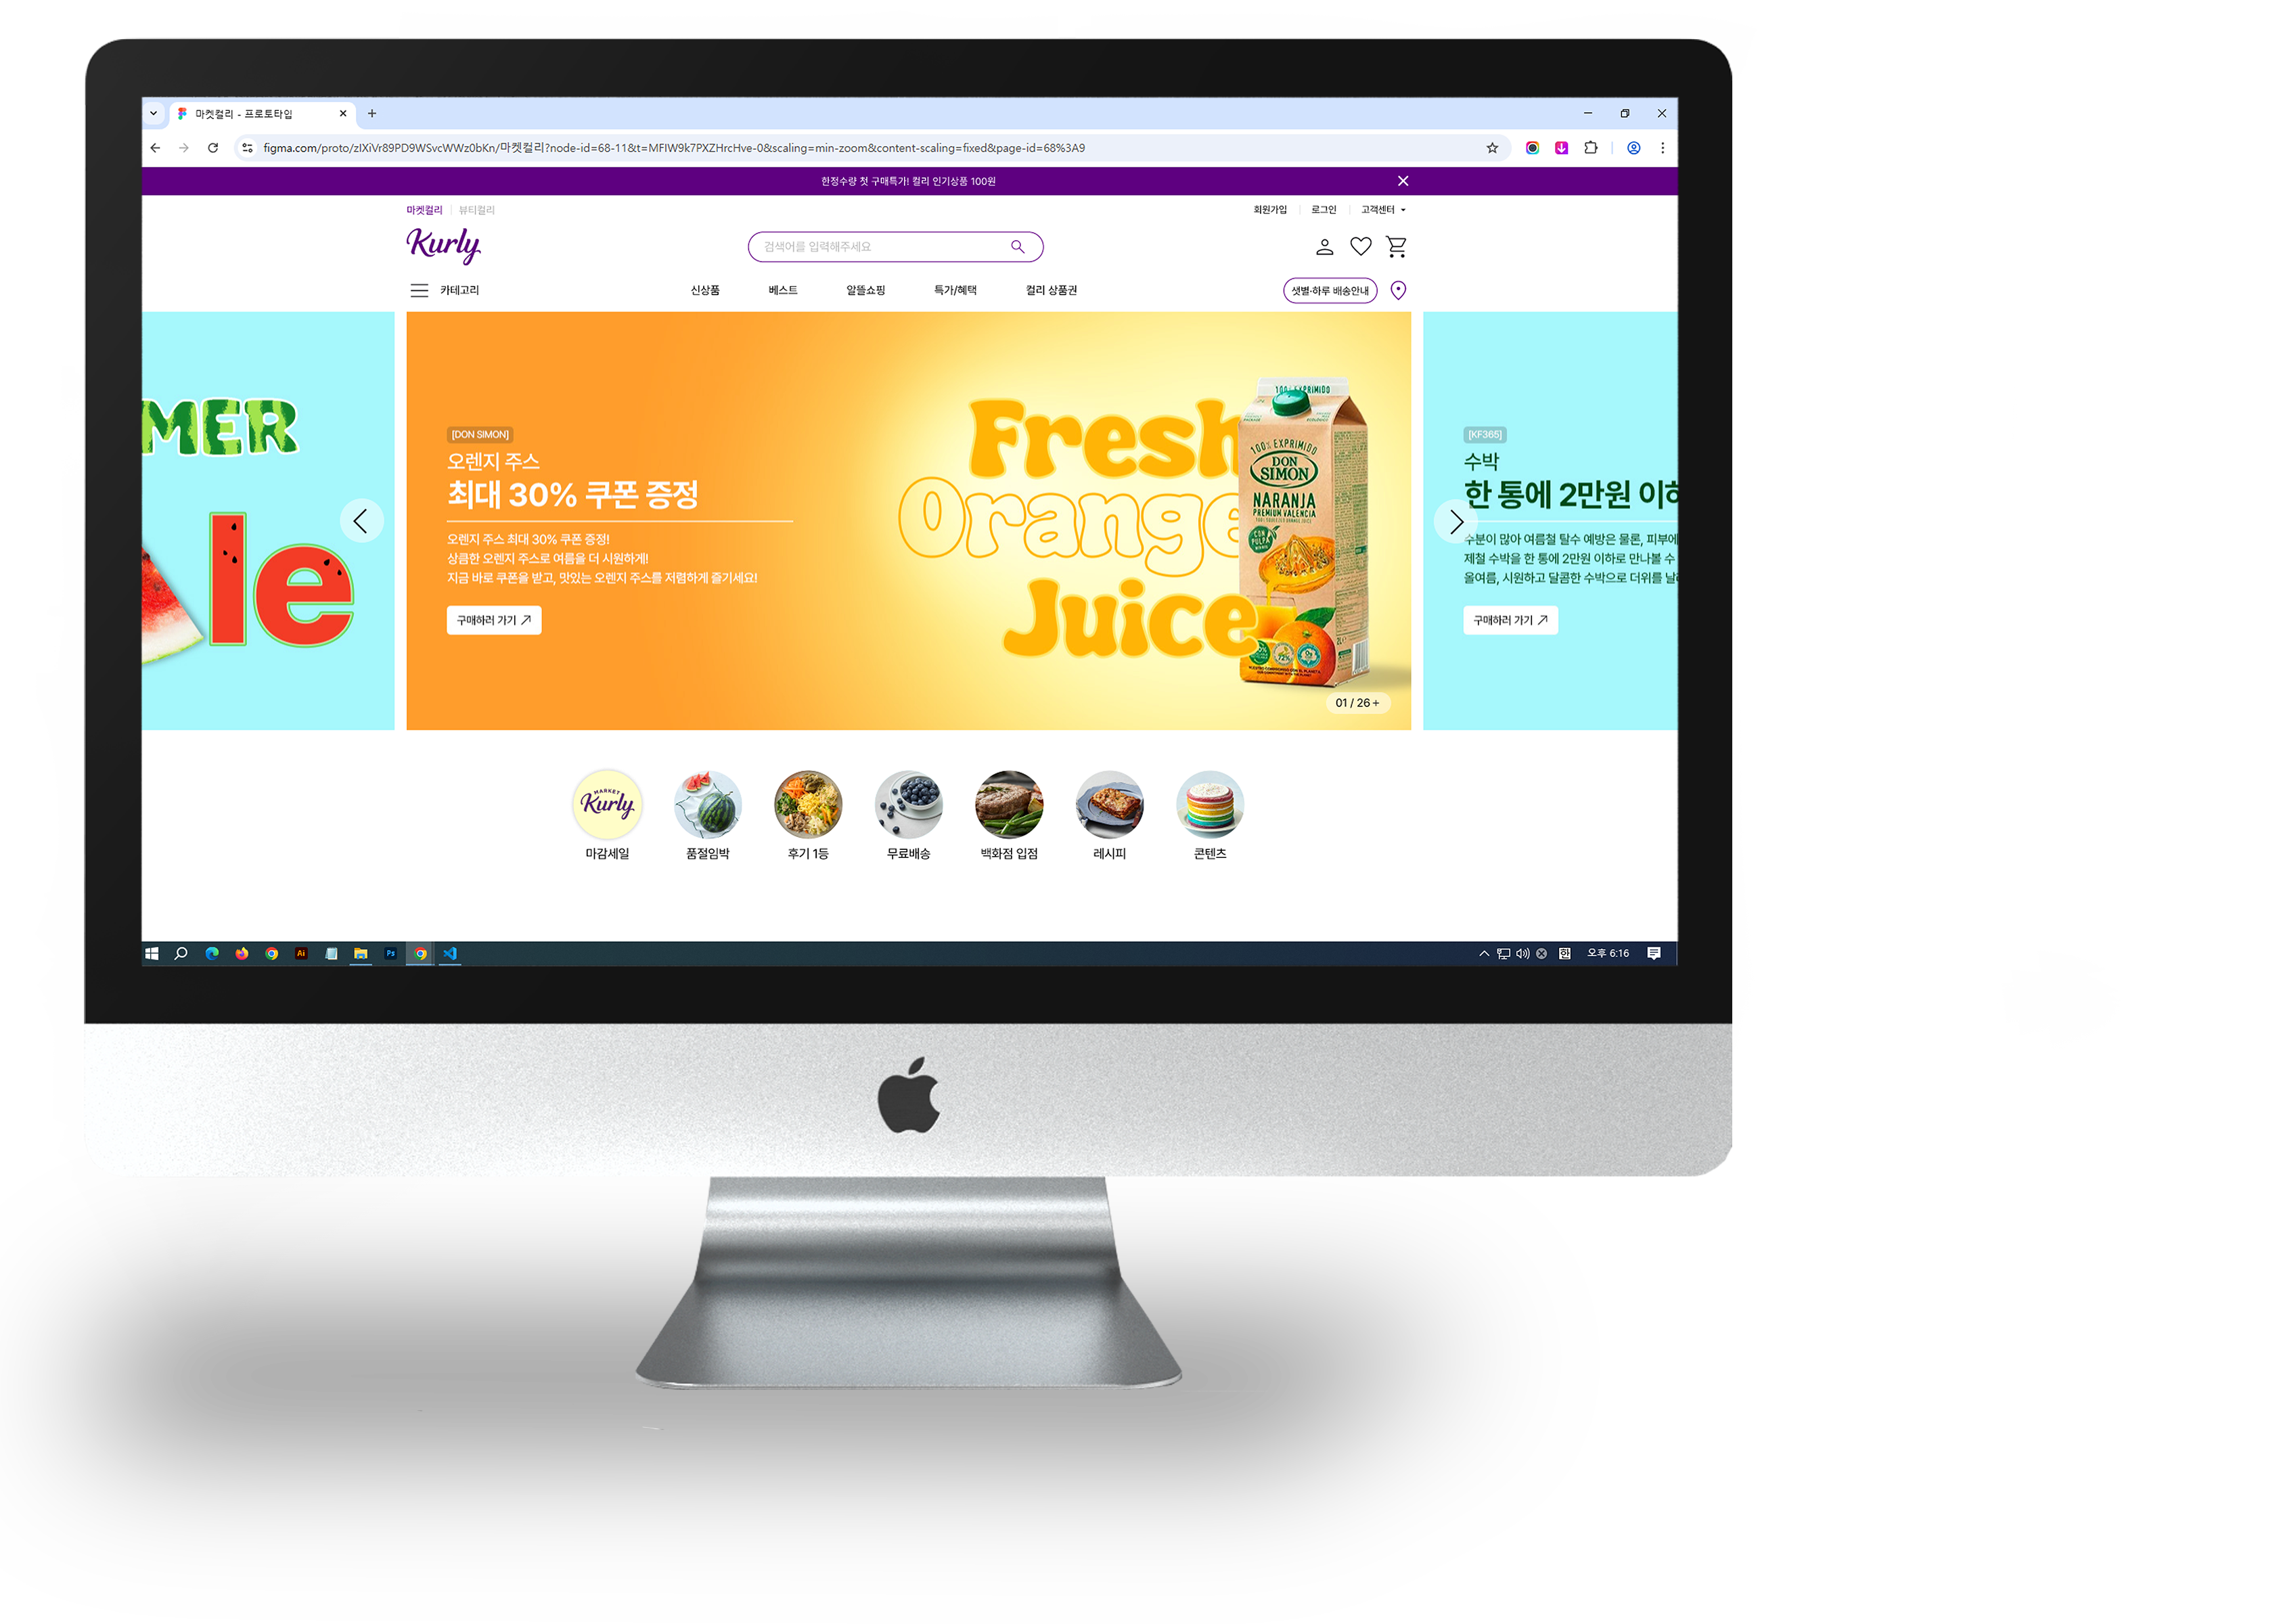 마켓컬리 - 프로토타입
figma.com/proto/zIXiVr89PD9WSvcWWz0bKn/마켓컬리?node-id=68-11&t=MFIW9k7PXZHrcHve-0&scaling=min-zoom&content-scaling=fixed&page-id=68%3A9
한정수량 첫 구매특가! 컬리 인기상품 100원
마켓컬리 뷰티컬리
회원가입 로그인 고객센터
Kurly
검색어를 입력해주세요
카테고리
신상품 베스트 알뜰쇼핑 특가/혜택 컬리 상품권
샛별·하루 배송안내
MER
le
[DON SIMON]
오렌지 주스
최대 30% 쿠폰 증정
오렌지 주스 최대 30% 쿠폰 증정!
상큼한 오렌지 주스로 여름을 더 시원하게!
지금 바로 쿠폰을 받고, 맛있는 오렌지 주스를 저렴하게 즐기세요!
구매하러 가기
Fresh
Orange
Juice
100% EXPRIMIDO
100% EXPRIMIDO
DON
SIMON
NARANJA
PREMIUM VALENCIA
CON
PULPA
72%
01 / 26 +
[KF365]
수박
한 통에 2만원 이하
수분이 많아 여름철 탈수 예방은 물론, 피부에
제철 수박을 한 통에 2만원 이하로 만나볼 수
올여름, 시원하고 달콤한 수박으로 더위를 날
구매하러 가기
MARKET
Kurly
마감세일 품절임박 후기 1등 무료배송 백화점 입점 레시피 콘텐츠
Ai
Ps
한
오후 6:16